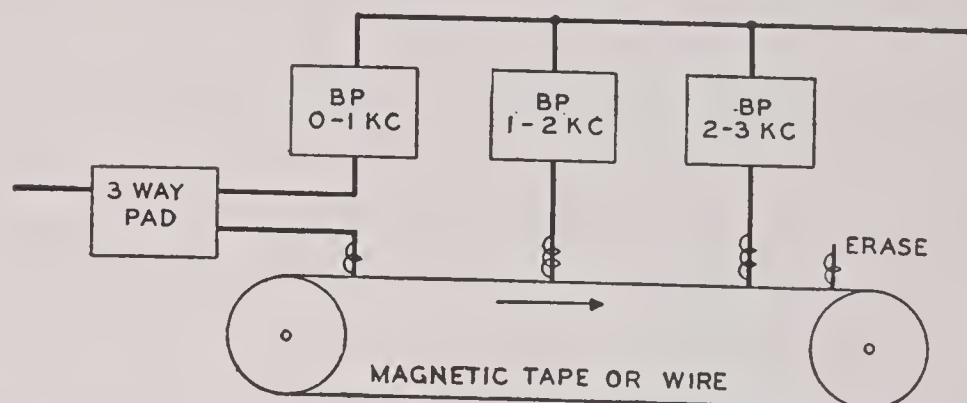 BP
0-1 KC
BP
1-2 KC
BP
2-3 KC
3 WAY
PAD
ERASE
MAGNETIC TAPE OR WIRE